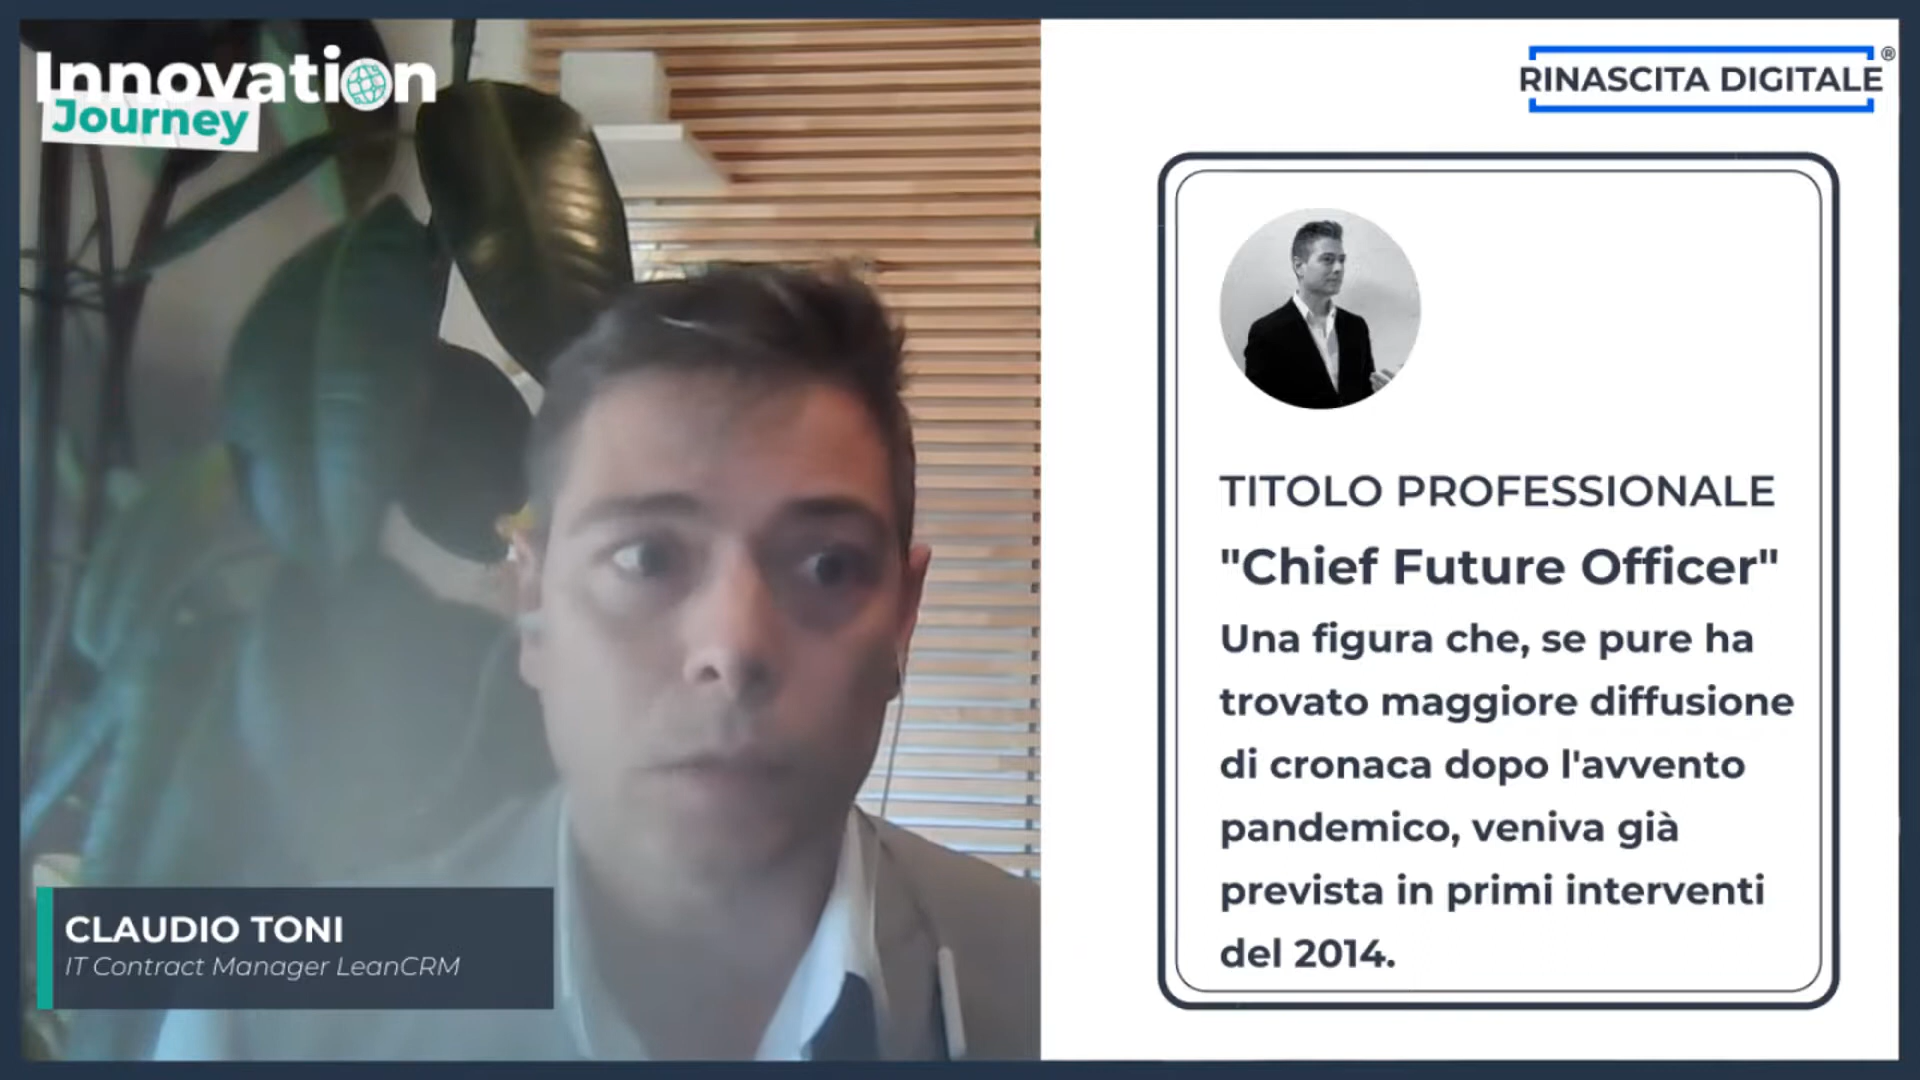 Innovation
Journey
RINASCITA DIGITALE®
TITOLO PROFESSIONALE
"Chief Future Officer"
Una figura che, se pure ha
trovato maggiore diffusione
di cronaca dopo l'avvento
pandemico, veniva già
prevista in primi interventi
del 2014.
CLAUDIO TONI
IT Contract Manager LeanCRM